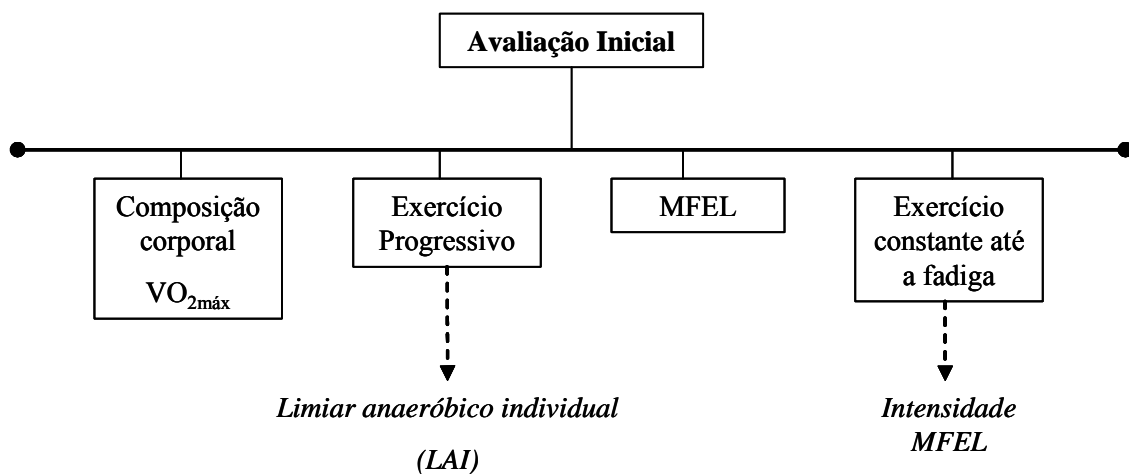 Avaliação Inicial
Composição
corporal
VO2máx
Exercício
Progressivo
MFEL
Exercício
constante até
a fadiga
Limiar anaeróbico individual
(LAI)
Intensidade
MFEL